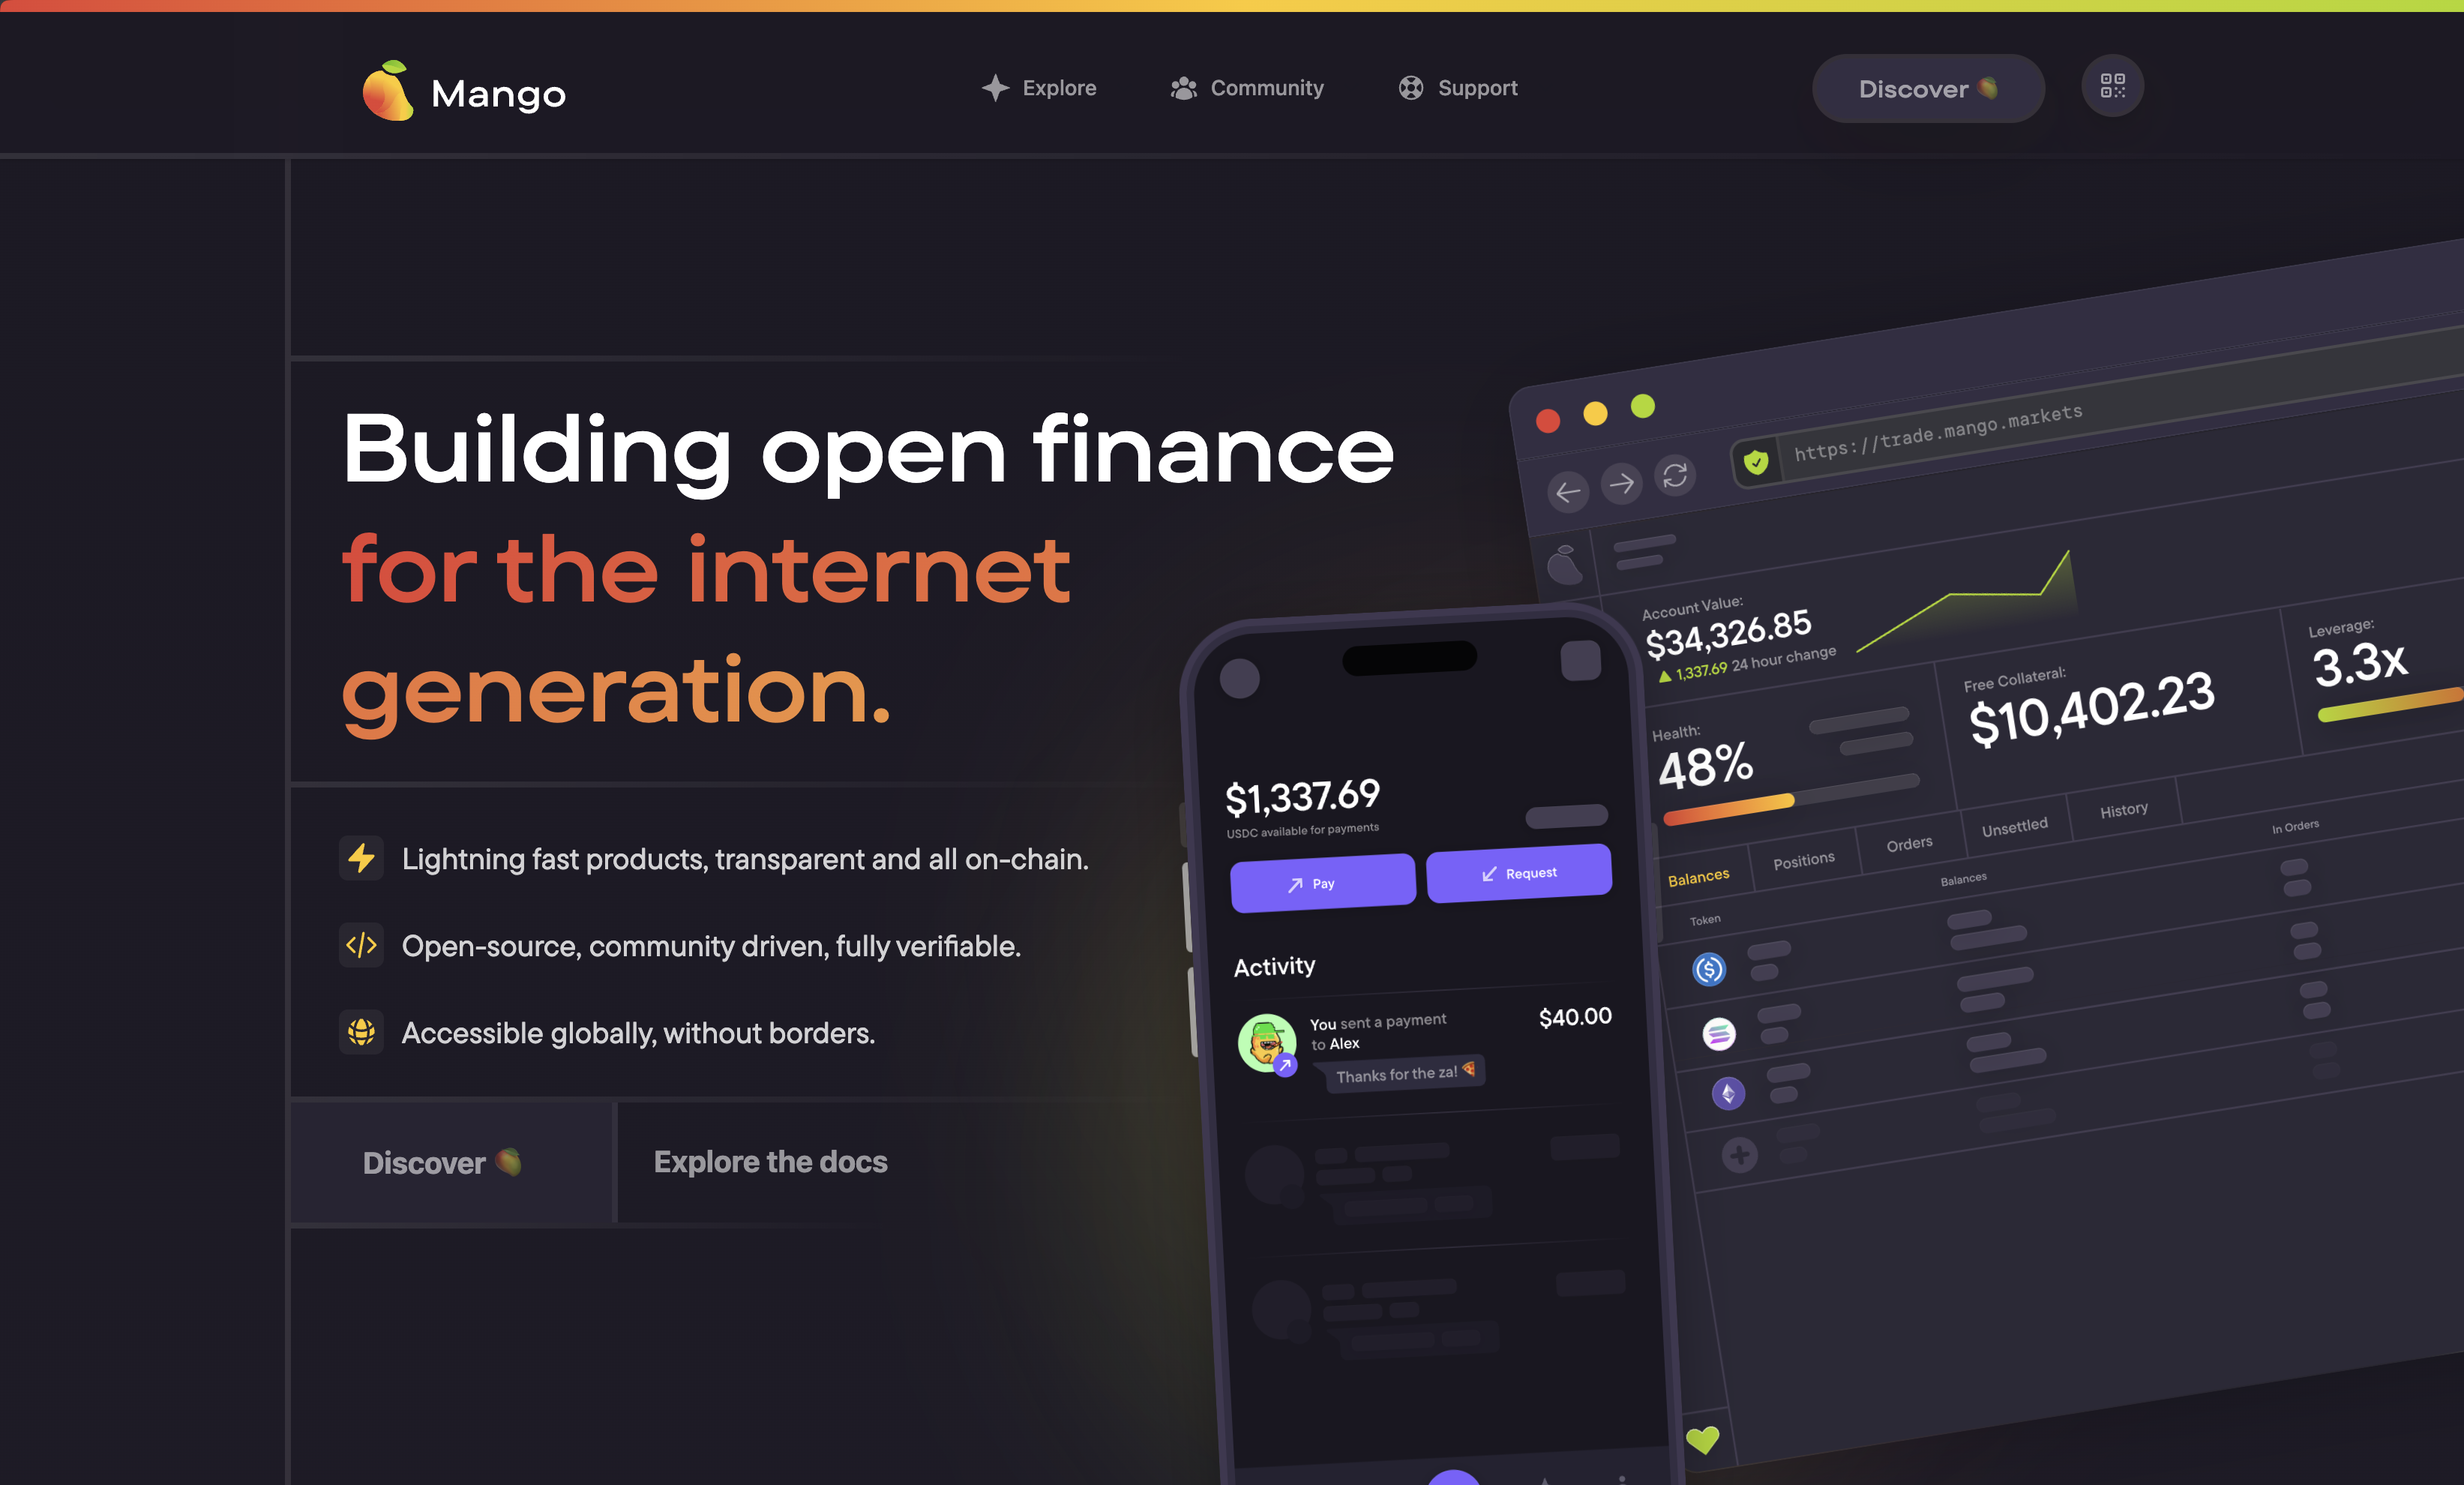 Mango
Explore
Community
Support
Discover 🥭
Building open finance
for the internet
generation.
Lightning fast products, transparent and all on-chain.
Open-source, community driven, fully verifiable.
Accessible globally, without borders.
Discover 🥭
Explore the docs
https://trade.mango.markets
Account Value:
$34,326.85
1,337.69 24 hour change
Health:
48%
Free Collateral:
$10,402.23
Leverage:
3.3x
Balances
Positions
Orders
Unsettled
History
Token
Balances
In Orders
$1,337.69
USDC available for payments
Pay
Request
Activity
You sent a payment
to Alex
$40.00
Thanks for the za! 🍕